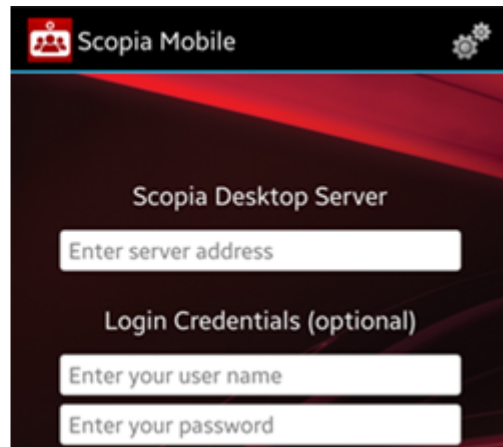 Scopia Mobile
Scopia Desktop Server
Enter server address
Login Credentials (optional)
Enter your user name
Enter your password